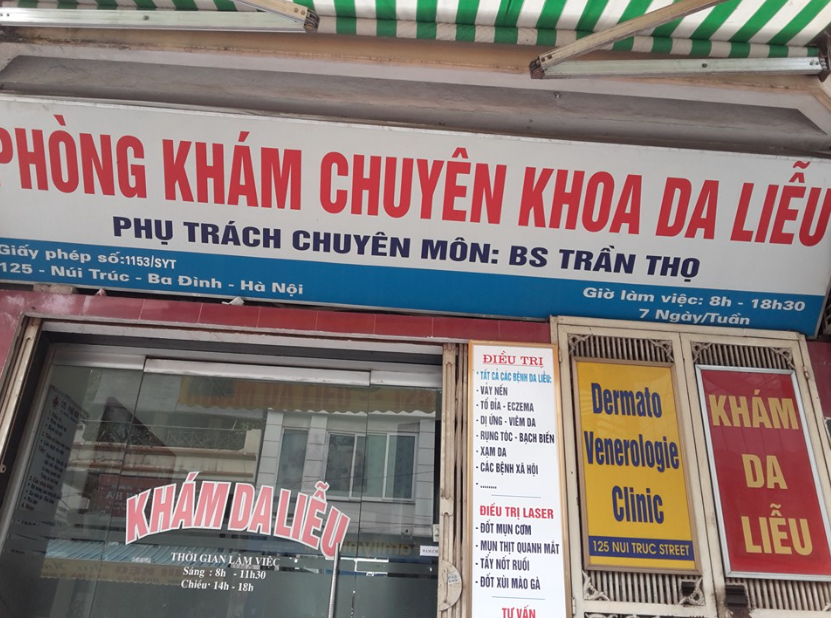 PHÒNG KHÁM CHUYÊN KHOA DA LIỄU
PHỤ TRÁCH CHUYÊN MÔN: BS TRẦN THỌ
Giấy phép số:1153/SYT
125 - Núi Trúc - Ba Đình - Hà Nội
Giờ làm việc: 8h - 18h30
7 Ngày/Tuần
KHÁM DA LIỄU
THỜI GIAN LÀM VIỆC
Sáng : 8h - 11h30
Chiều: 14h - 18h
ĐIỀU TRỊ
* TẤT CẢ CÁC BỆNH DA LIỄU:
- VẢY NẾN
- TỔ ĐỈA - ECZEMA
- DỊ ỨNG - VIÊM DA
- RỤNG TÓC - BẠCH BIẾN
- XẠM DA
- CÁC BỆNH XÃ HỘI
- ........
ĐIỀU TRỊ LASER
- ĐỐT MỤN CƠM
- MỤN THỊT QUANH MẮT
- TẨY NỐT RUỒI
- ĐỐT XÙI MÀO GÀ
TƯ VẤN
Dermato
Venerologie
Clinic
125 NUI TRUC STREET
KHÁM
DA
LIỄU